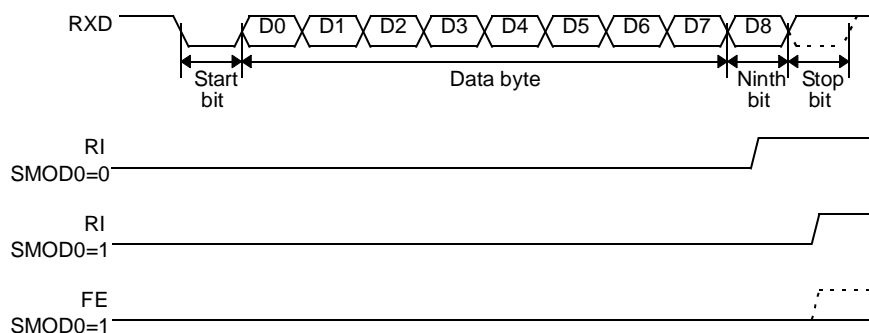 RXD D0 D1 D2 D3 D4 D5 D6 D7 D8
Start bit
Data byte
Ninth bit
Stop bit
RI
SMOD0=0
RI
SMOD0=1
FE
SMOD0=1